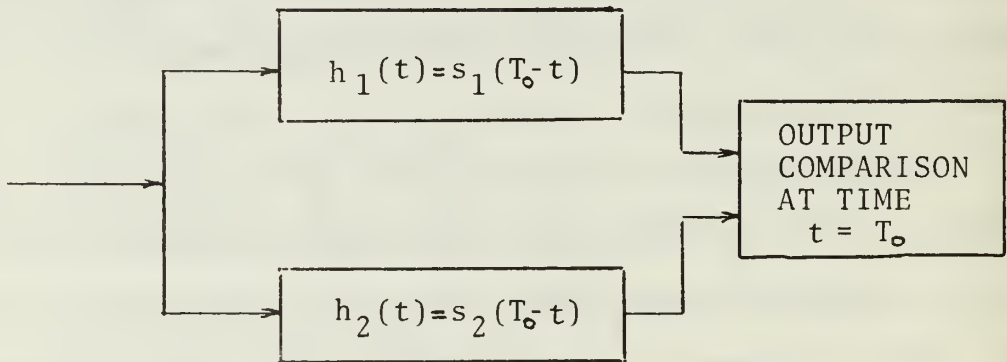 h₁(t)=s₁(T₀-t)
OUTPUT
COMPARISON
AT TIME
t = T₀
h₂(t)=s₂(T₀-t)